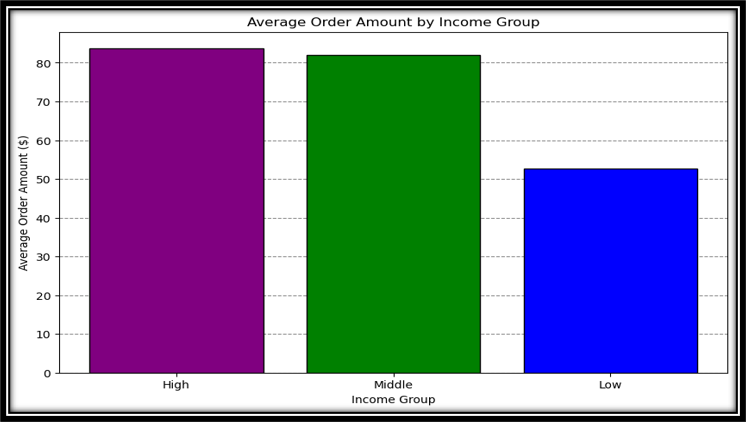 Average Order Amount by Income Group
Average Order Amount ($)
80
70
60
50
40
30
20
10
0
High Middle Low
Income Group